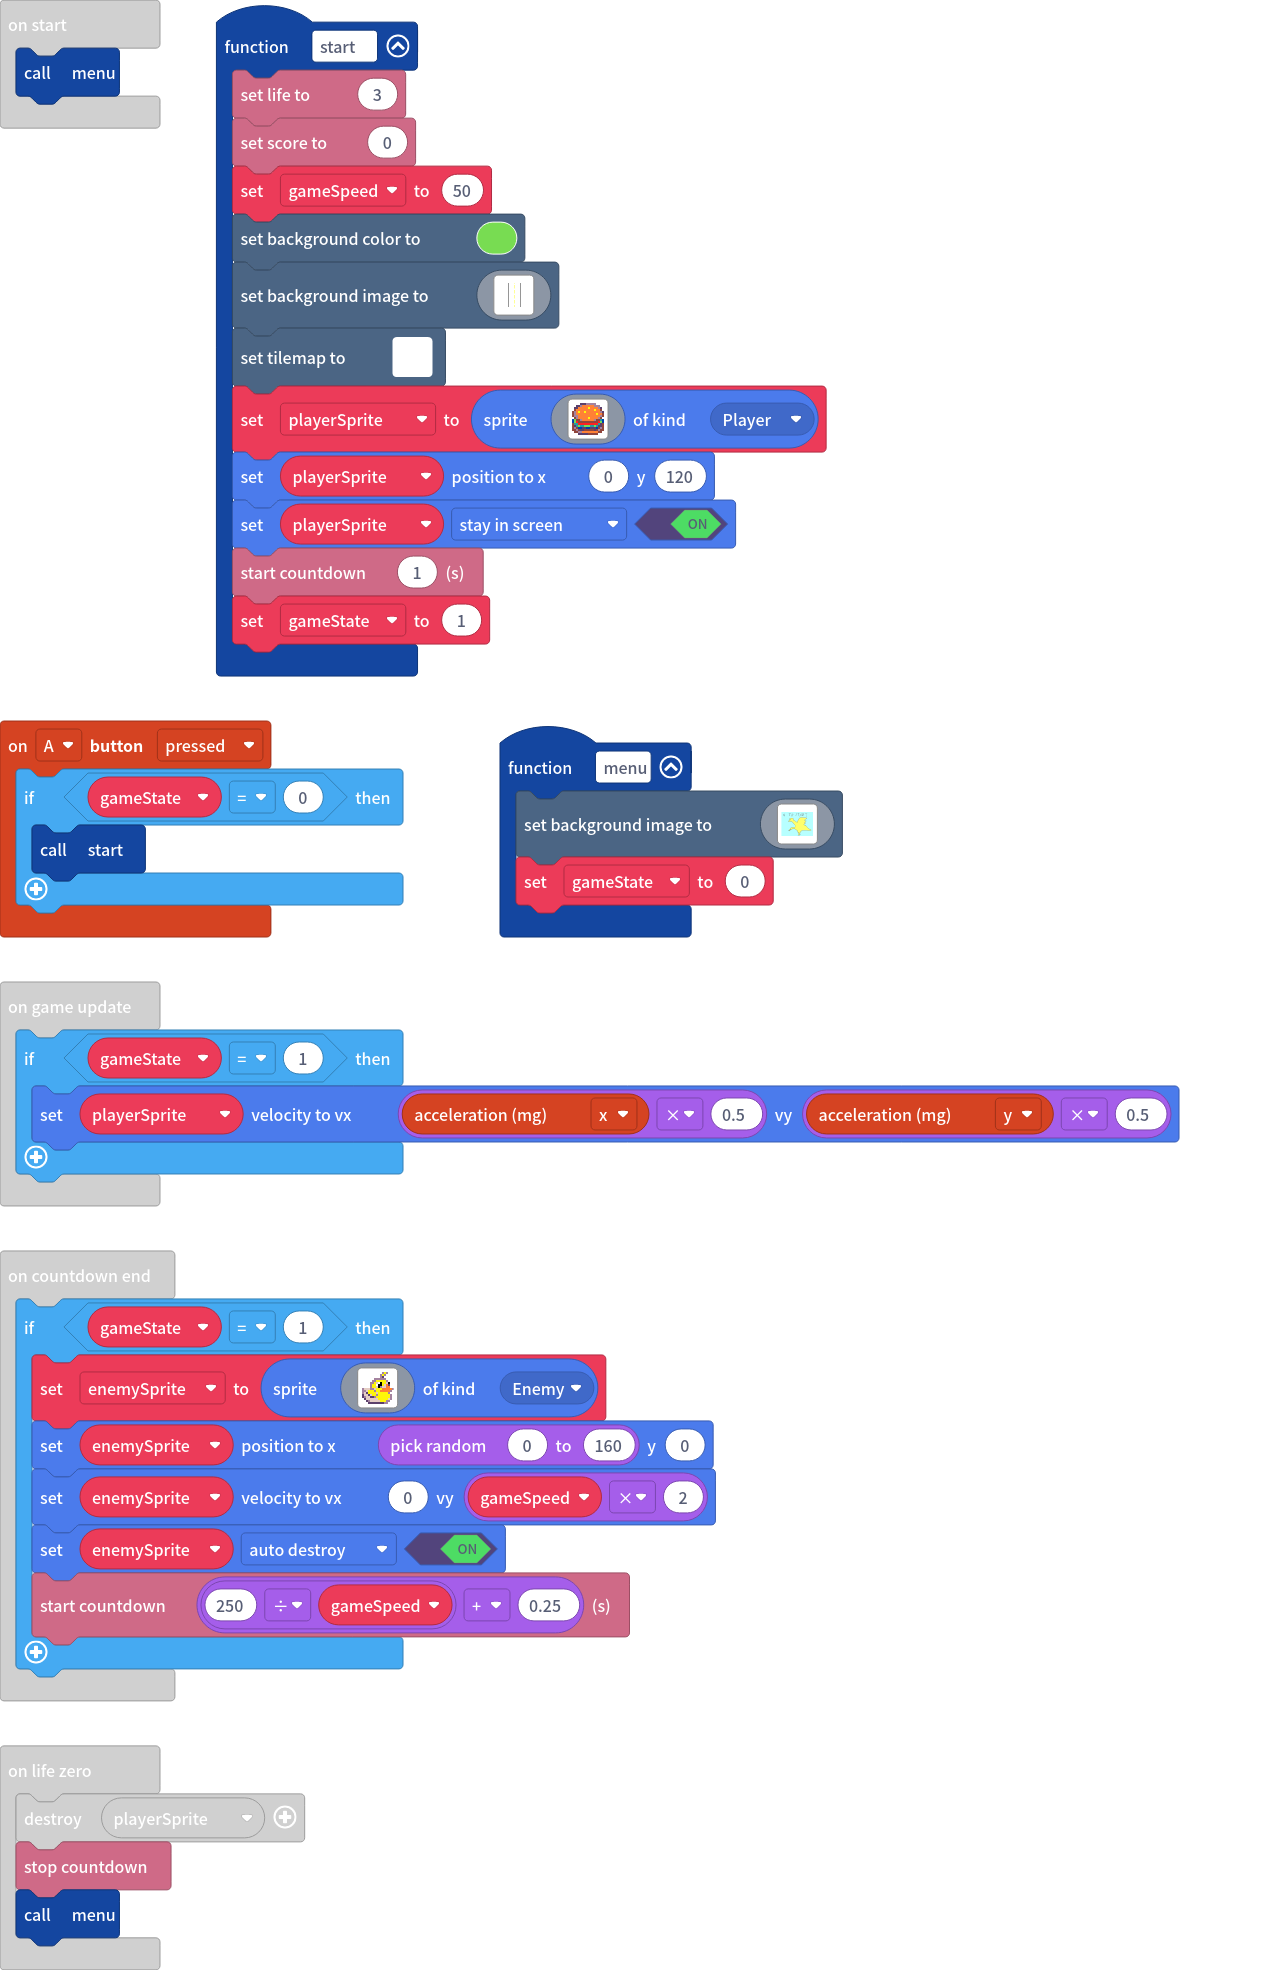 on start
call menu
function start
set life to 3
set score to 0
set gameSpeed to 50
set background color to
set background image to
set tilemap to
set playerSprite to sprite of kind Player
set playerSprite position to x 0 y 120
set playerSprite stay in screen ON
start countdown 1 (s)
set gameState to 1
on A button pressed
if gameState = 0 then
call start
function menu
set background image to
set gameState to 0
on game update
if gameState = 1 then
set playerSprite velocity to vx acceleration (mg) x × 0.5 vy acceleration (mg) y × 0.5
on countdown end
if gameState = 1 then
set enemySprite to sprite of kind Enemy
set enemySprite position to x pick random 0 to 160 y 0
set enemySprite velocity to vx 0 vy gameSpeed × 2
set enemySprite auto destroy ON
start countdown 250 ÷ gameSpeed + 0.25 (s)
on life zero
destroy playerSprite
stop countdown
call menu